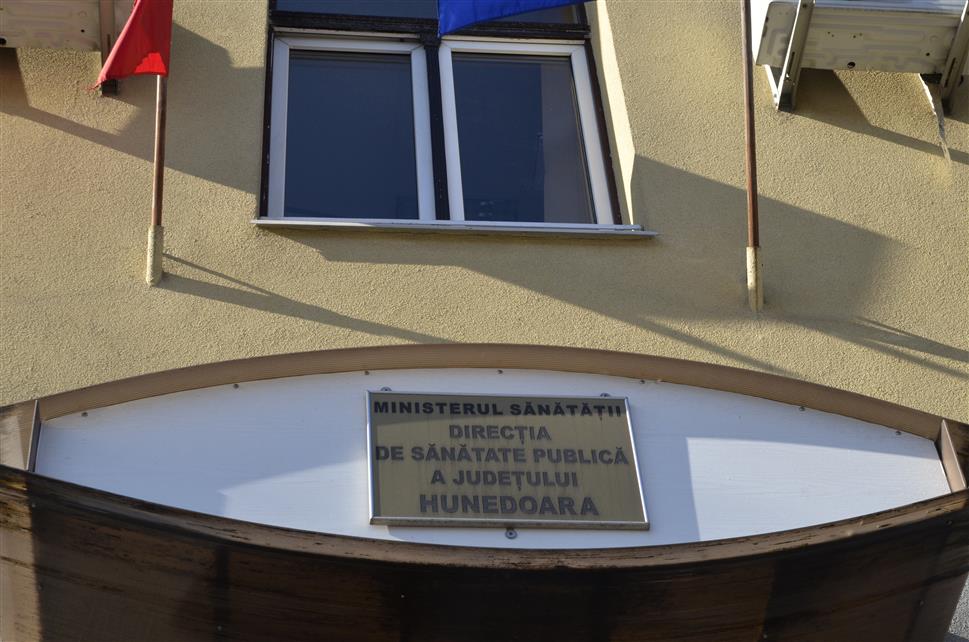 MINISTERUL SĂNĂTĂȚII
DIRECȚIA
DE SĂNĂTATE PUBLICĂ
A JUDEȚULUI
HUNEDOARA